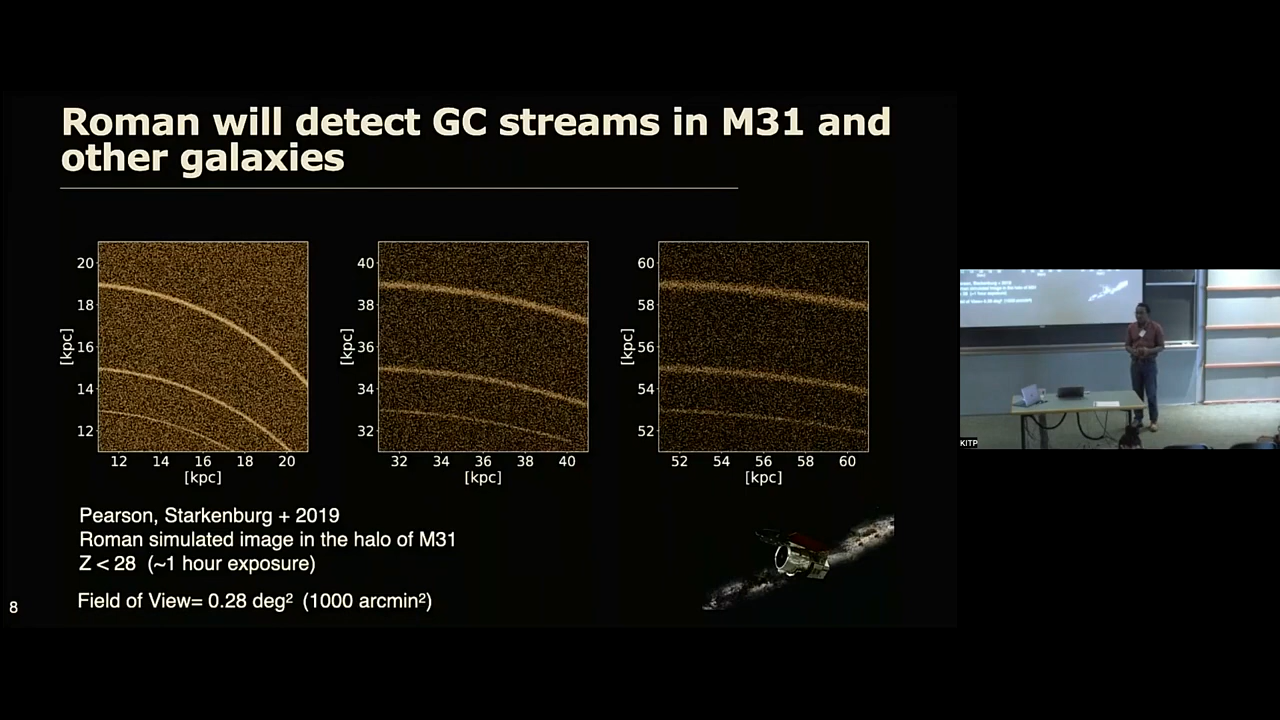 Roman will detect GC streams in M31 and
other galaxies
20
18
16
14
12
[kpc]
12 14 16 18 20
[kpc]
40
38
36
34
32
[kpc]
32 34 36 38 40
[kpc]
60
58
56
54
52
[kpc]
52 54 56 58 60
[kpc]
Pearson, Starkenburg + 2019
Roman simulated image in the halo of M31
Z < 28 (~1 hour exposure)
Field of View= 0.28 deg² (1000 arcmin²)
8
KITP